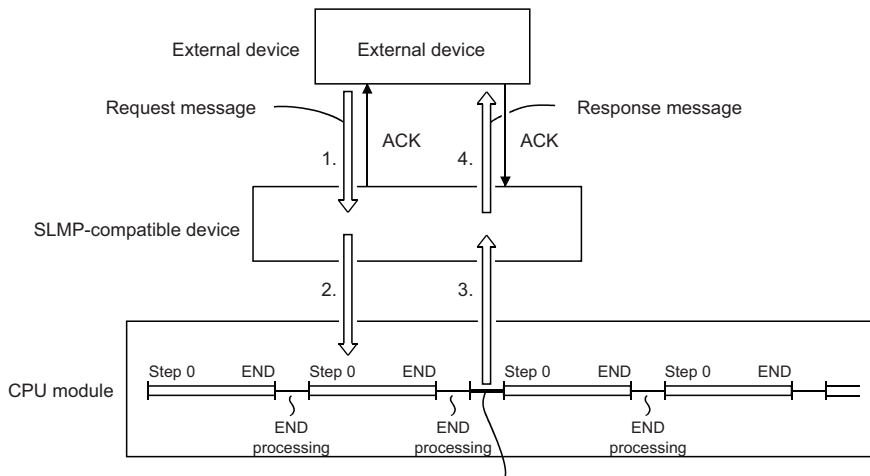 External device
External device
Request message
Response message
ACK
ACK
1.
4.
SLMP-compatible device
2.
3.
Step 0 END Step 0 END Step 0 END Step 0 END
CPU module
END processing
END processing
END processing